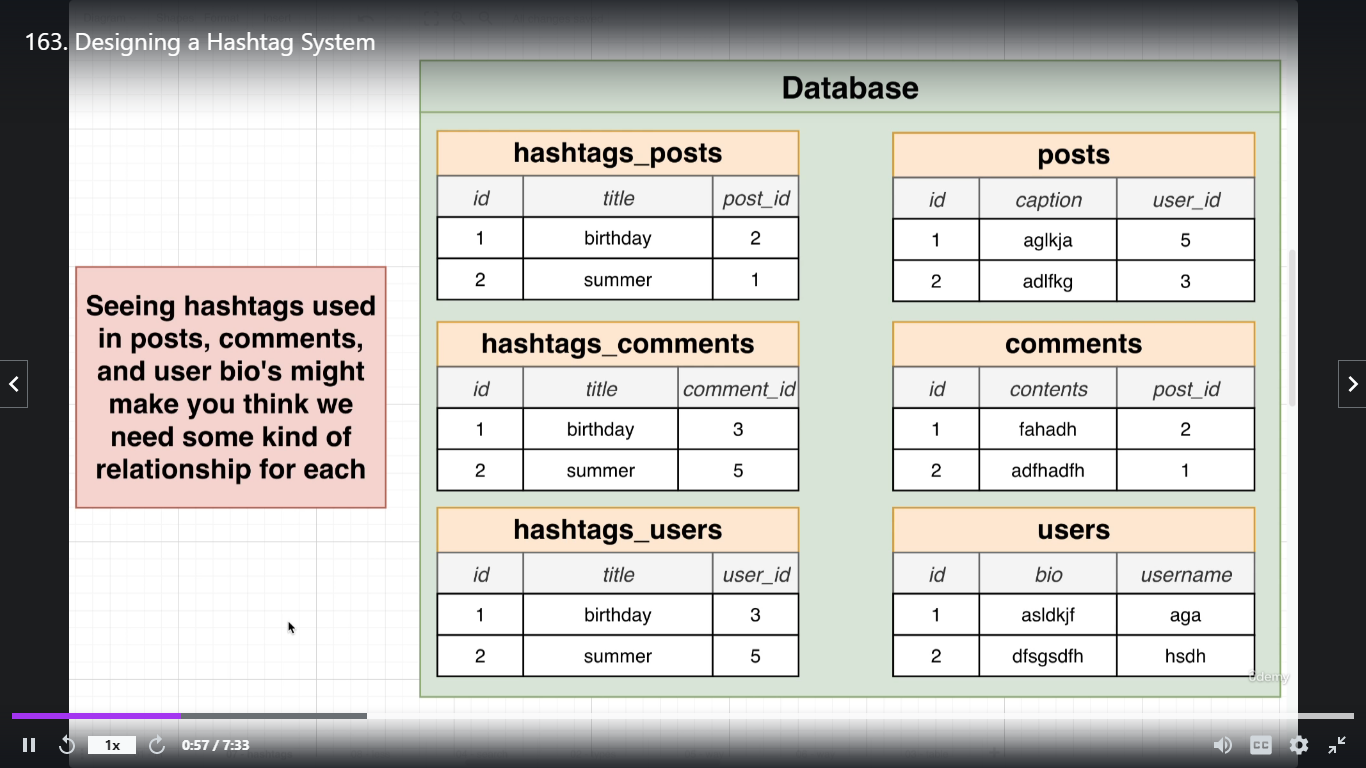 163. Designing a Hashtag System
Database
hashtags_posts
id title post_id
1 birthday 2
2 summer 1
posts
id caption user_id
1 aglkja 5
2 adlfkg 3
Seeing hashtags used
in posts, comments,
and user bio's might
make you think we
need some kind of
relationship for each
hashtags_comments
id title comment_id
1 birthday 3
2 summer 5
comments
id contents post_id
1 fahadh 2
2 adfhadfh 1
hashtags_users
id title user_id
1 birthday 3
2 summer 5
users
id bio username
1 asldkjf aga
2 dfsgsdfh hsdh
Udemy
1x
0:57 / 7:33
CC